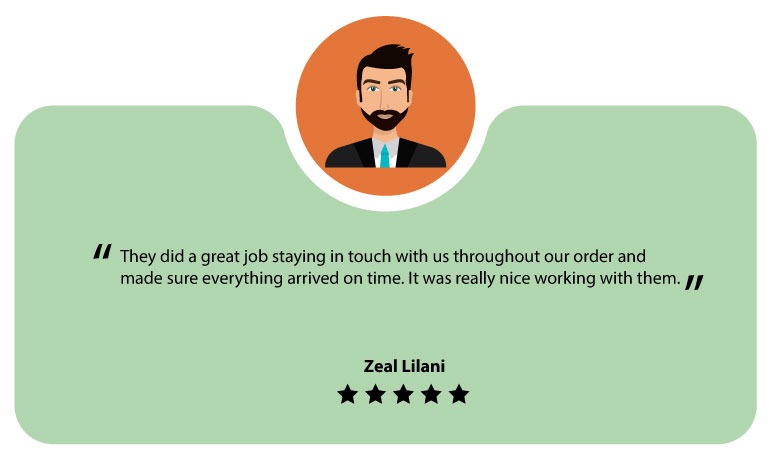 “ They did a great job staying in touch with us throughout our order and
made sure everything arrived on time. It was really nice working with them. ”
Zeal Lilani
★★★★★